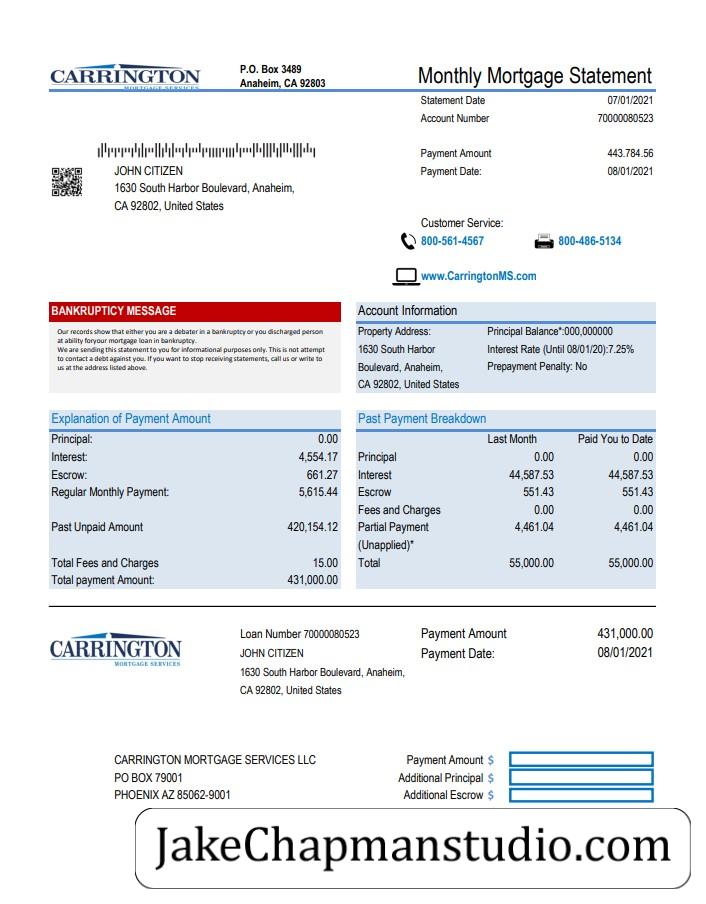 CARRINGTON
MORTGAGE SERVICES
P.O. Box 3489
Anaheim, CA 92803
Monthly Mortgage Statement
Statement Date 07/01/2021
Account Number 70000080523
Payment Amount 443.784.56
Payment Date: 08/01/2021
JOHN CITIZEN
1630 South Harbor Boulevard, Anaheim,
CA 92802, United States
Customer Service:
800-561-4567 800-486-5134
www.CarringtonMS.com
BANKRUPTICY MESSAGE
Our records show that either you are a debater in a bankruptcy or you discharged person
at ability foryour mortgage loan in bankruptcy.
We are sending this statement to you for informational purposes only. This is not attempt
to contact a debt against you. If you want to stop receiving statements, call us or write to
us at the address listed above.
Account Information
Property Address: Principal Balance*:000,000000
1630 South Harbor Interest Rate (Until 08/01/20):7.25%
Boulevard, Anaheim, Prepayment Penalty: No
CA 92802, United States
Explanation of Payment Amount
Principal: 0.00
Interest: 4,554.17
Escrow: 661.27
Regular Monthly Payment: 5,615.44
Past Unpaid Amount 420,154.12
Total Fees and Charges 15.00
Total payment Amount: 431,000.00
Past Payment Breakdown
Last Month Paid You to Date
Principal 0.00 0.00
Interest 44,587.53 44,587.53
Escrow 551.43 551.43
Fees and Charges 0.00 0.00
Partial Payment 4,461.04 4,461.04
(Unapplied)*
Total 55,000.00 55,000.00
CARRINGTON
MORTGAGE SERVICES
Loan Number 70000080523
JOHN CITIZEN
1630 South Harbor Boulevard, Anaheim,
CA 92802, United States
Payment Amount 431,000.00
Payment Date: 08/01/2021
CARRINGTON MORTGAGE SERVICES LLC
PO BOX 79001
PHOENIX AZ 85062-9001
Payment Amount $
Additional Principal $
Additional Escrow $
JakeChapmanstudio.com